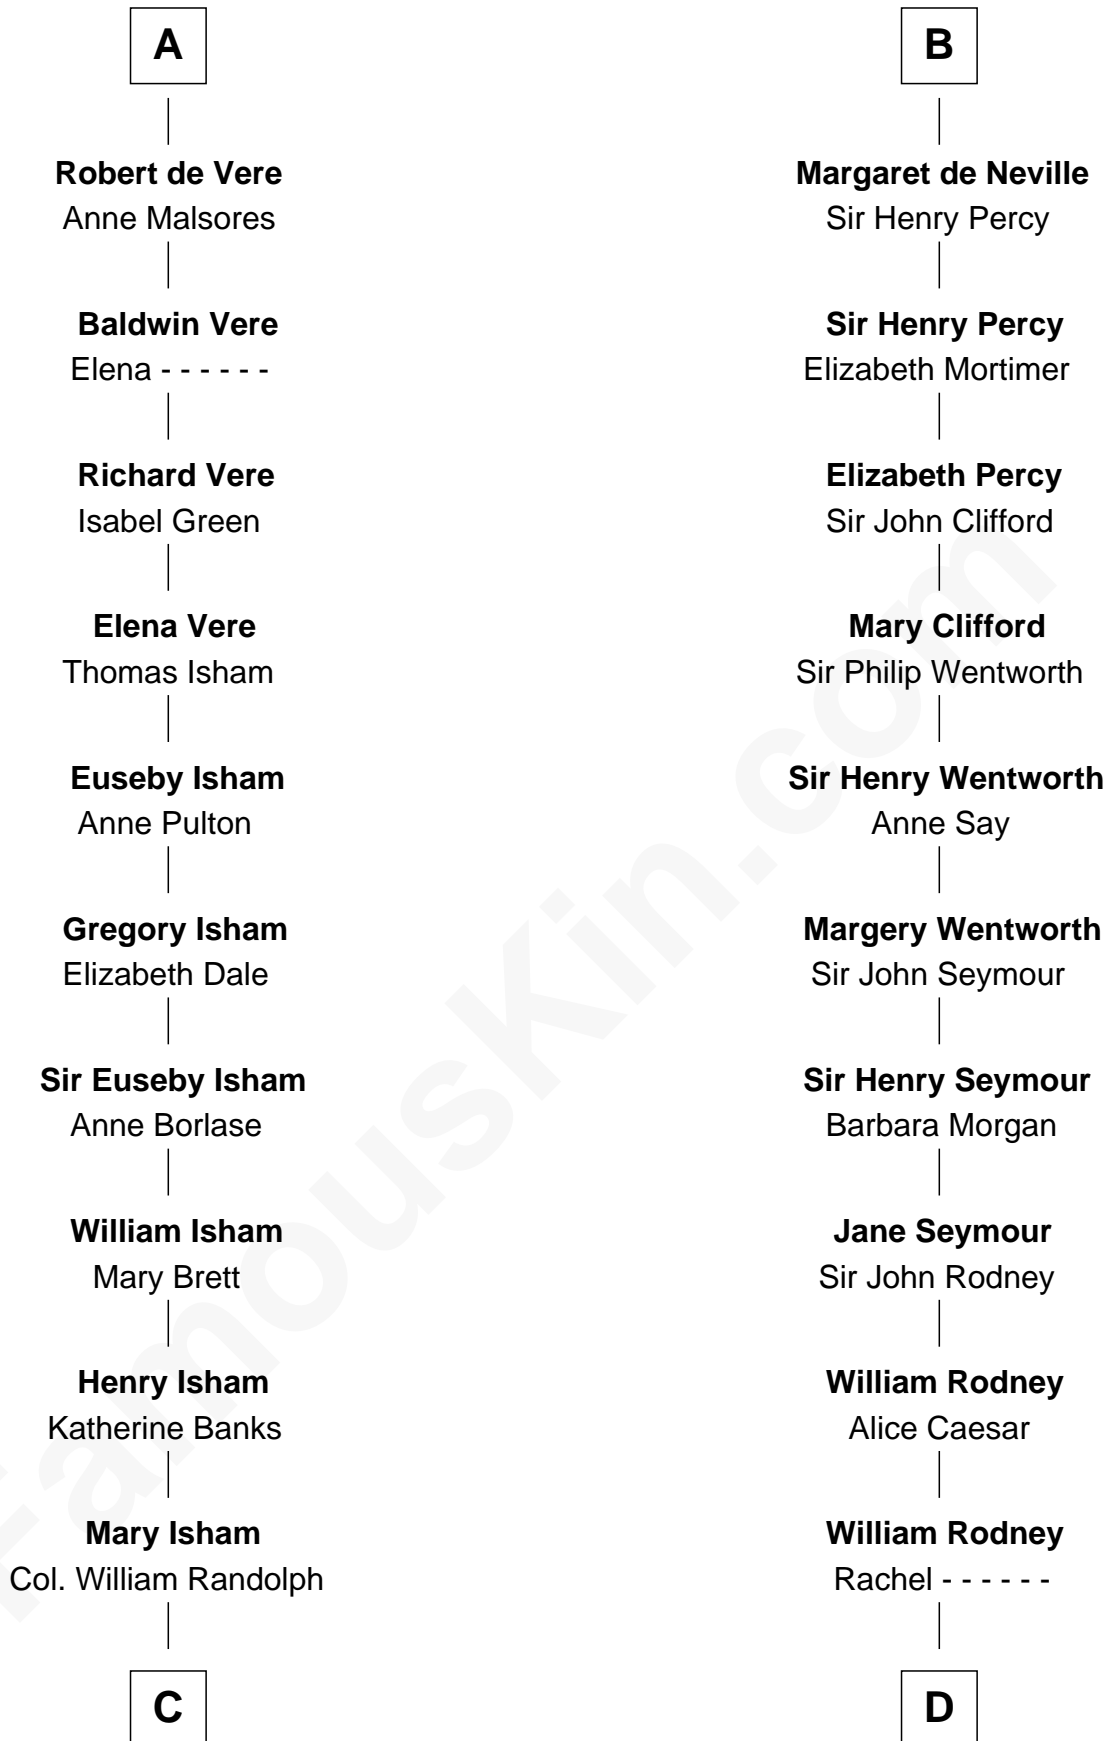 A
Robert de Vere
Anne Malsores
Baldwin Vere
Elena - - - - - -
Richard Vere
Isabel Green
Elena Vere
Thomas Isham
Euseby Isham
Anne Pulton
Gregory Isham
Elizabeth Dale
Sir Euseby Isham
Anne Borlase
William Isham
Mary Brett
Henry Isham
Katherine Banks
Mary Isham
Col. William Randolph
C
B
Margaret de Neville
Sir Henry Percy
Sir Henry Percy
Elizabeth Mortimer
Elizabeth Percy
Sir John Clifford
Mary Clifford
Sir Philip Wentworth
Sir Henry Wentworth
Anne Say
Margery Wentworth
Sir John Seymour
Sir Henry Seymour
Barbara Morgan
Jane Seymour
Sir John Rodney
William Rodney
Alice Caesar
William Rodney
Rachel - - - - - -
D
FamousKin.com